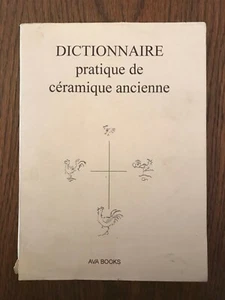 DICTIONNAIRE
pratique de
céramique ancienne
AVA BOOKS